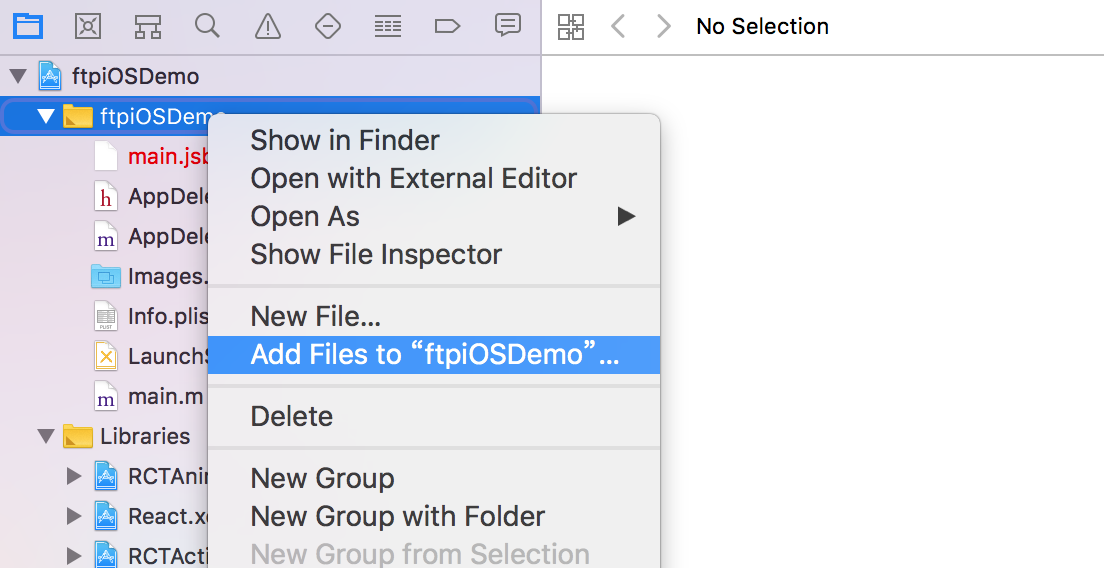 No Selection
ftpiOSDemo
ftpiOSDemo
main.jsb
AppDele
AppDele
Images.
Info.plis
LaunchS
main.m
Libraries
RCTAni
React.xc
RCTActi
Show in Finder
Open with External Editor
Open As
Show File Inspector
New File...
Add Files to “ftpiOSDemo”...
Delete
New Group
New Group with Folder
New Group from Selection